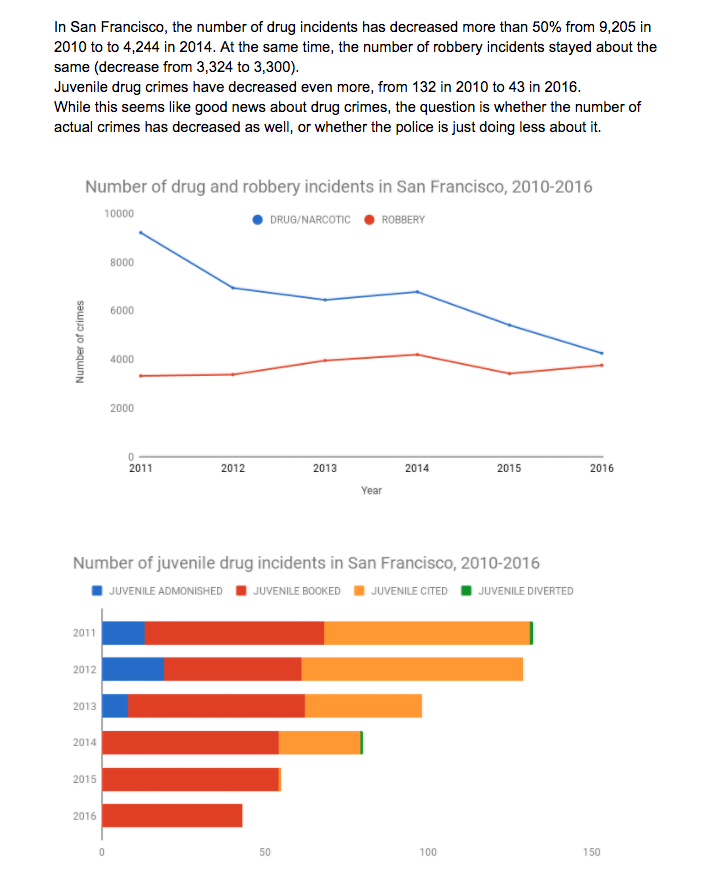 In San Francisco, the number of drug incidents has decreased more than 50% from 9,205 in
2010 to to 4,244 in 2014. At the same time, the number of robbery incidents stayed about the
same (decrease from 3,324 to 3,300).
Juvenile drug crimes have decreased even more, from 132 in 2010 to 43 in 2016.
While this seems like good news about drug crimes, the question is whether the number of
actual crimes has decreased as well, or whether the police is just doing less about it.
Number of drug and robbery incidents in San Francisco, 2010-2016
DRUG/NARCOTIC ROBBERY
10000
8000
6000
4000
2000
0
Number of crimes
2011 2012 2013 2014 2015 2016
Year
Number of juvenile drug incidents in San Francisco, 2010-2016
JUVENILE ADMONISHED JUVENILE BOOKED JUVENILE CITED JUVENILE DIVERTED
2011
2012
2013
2014
2015
2016
0 50 100 150